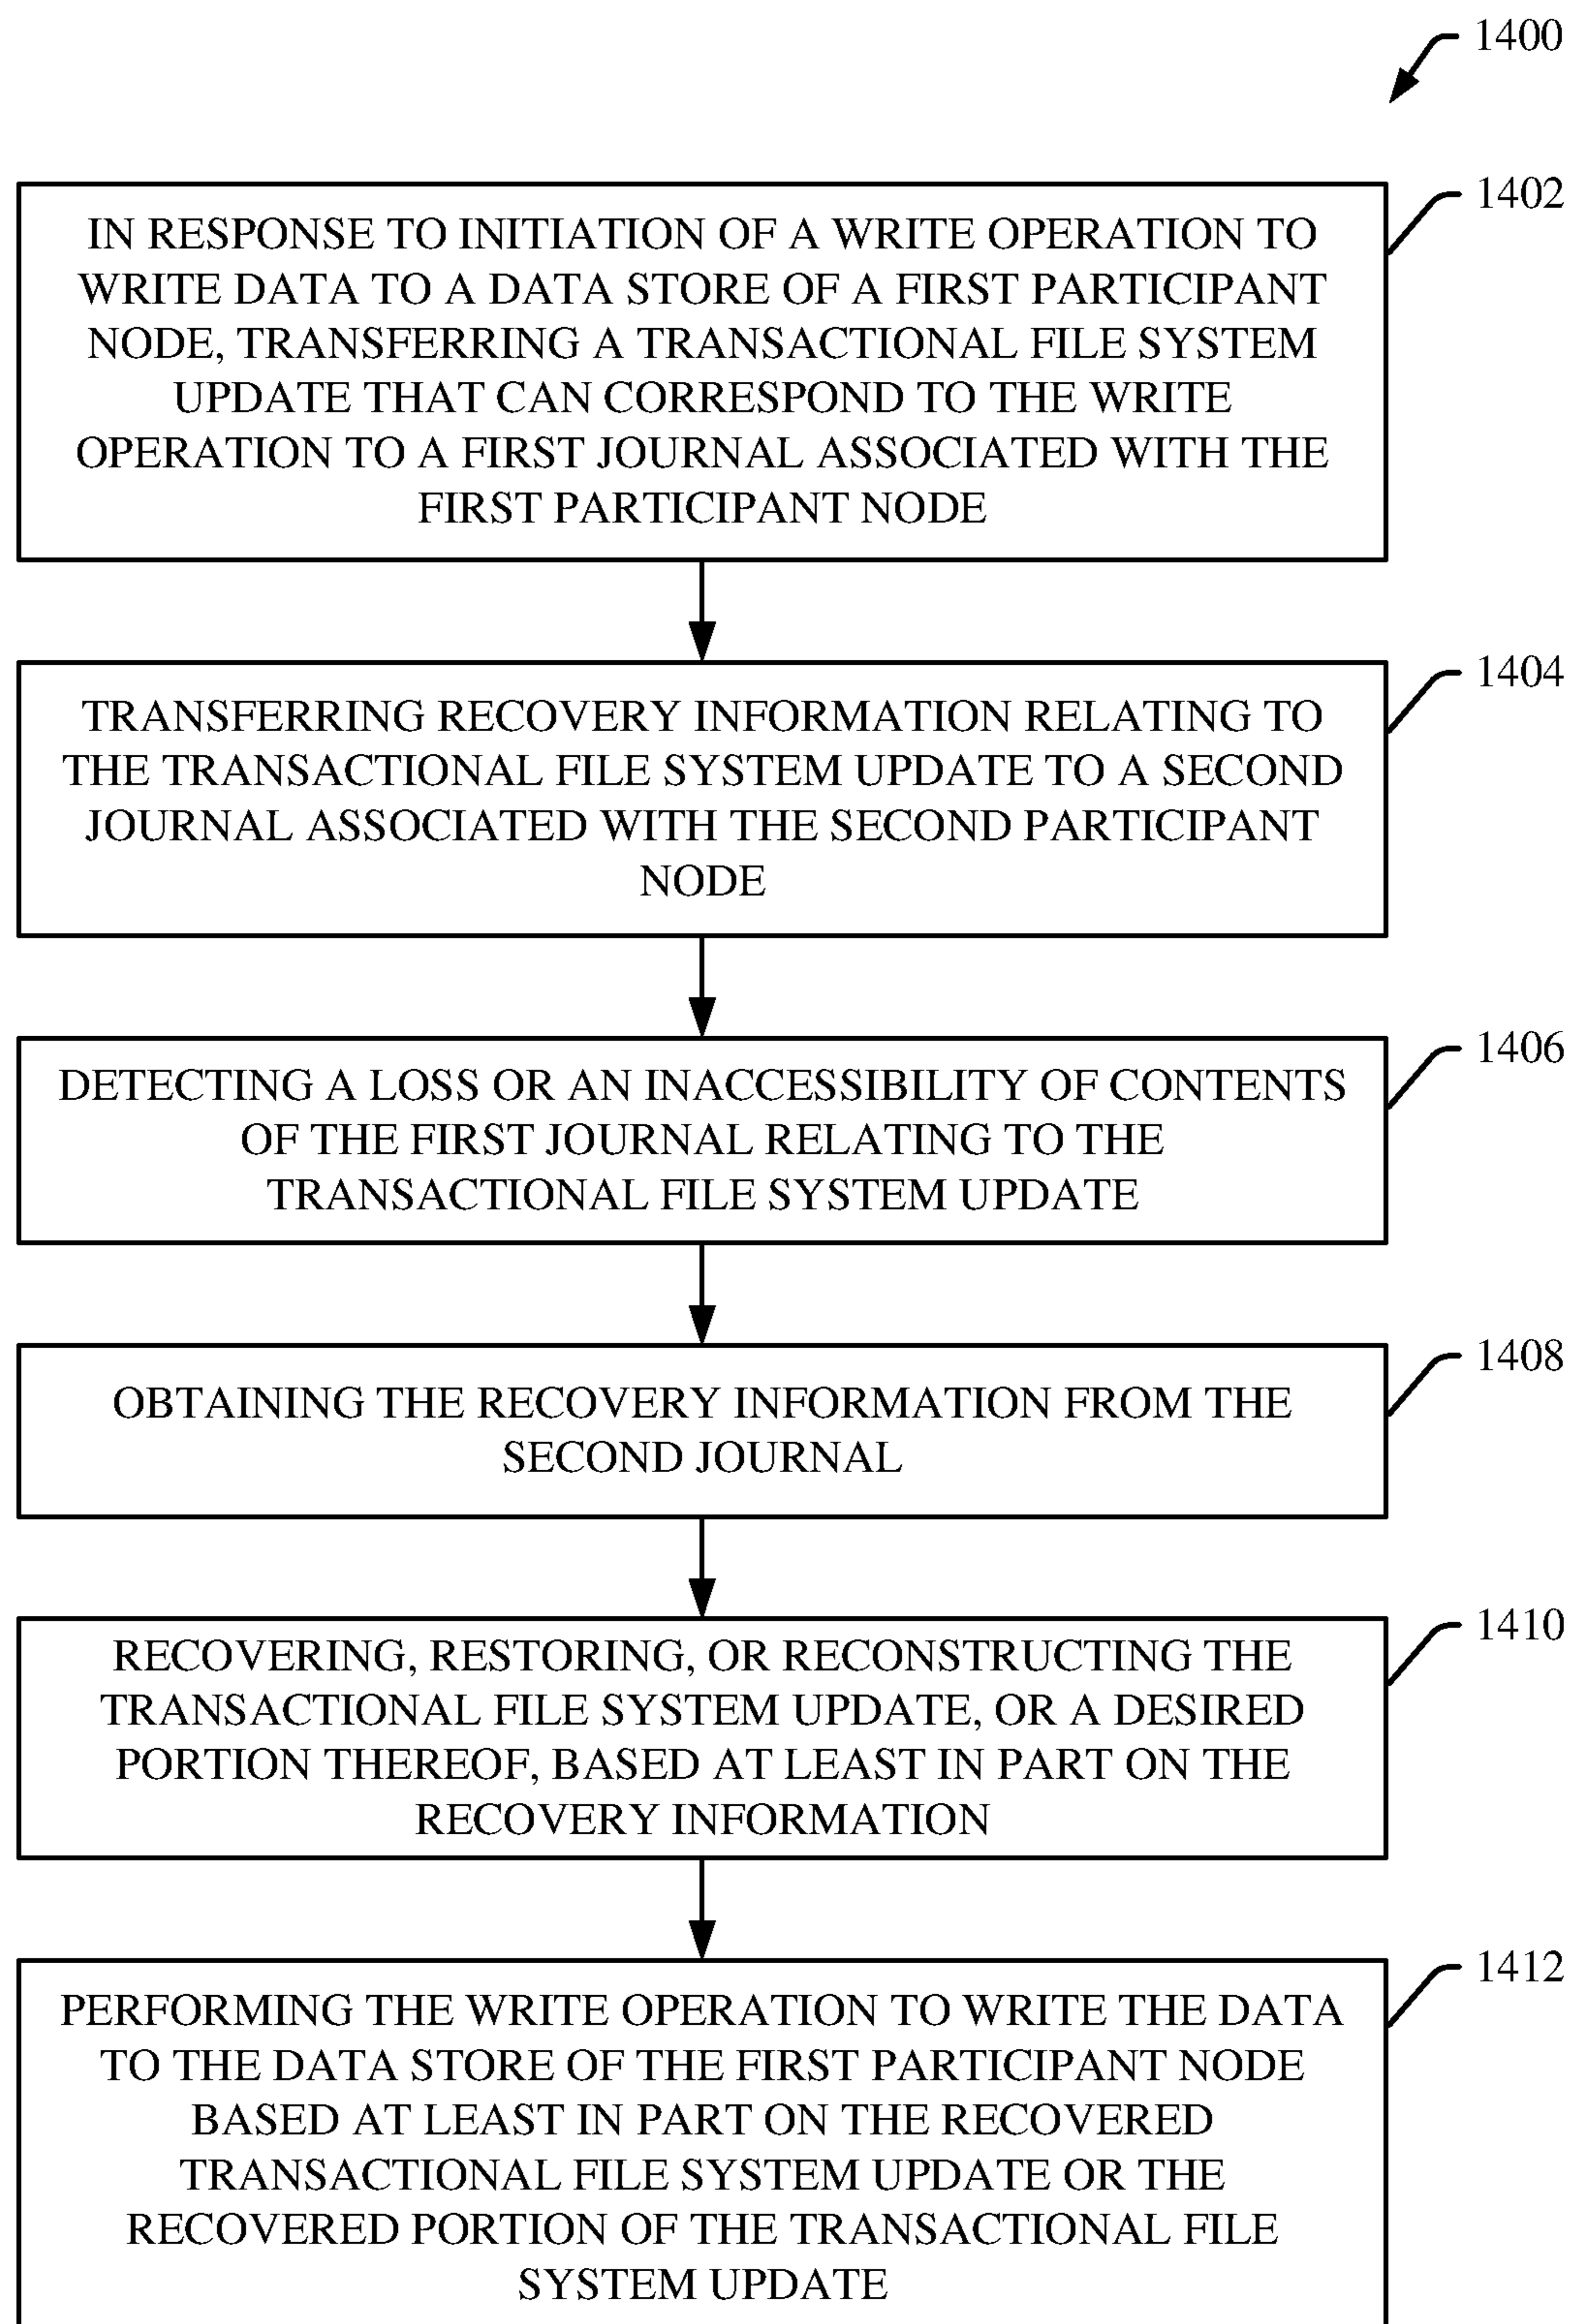 1400
1402
IN RESPONSE TO INITIATION OF A WRITE OPERATION TO
WRITE DATA TO A DATA STORE OF A FIRST PARTICIPANT
NODE, TRANSFERRING A TRANSACTIONAL FILE SYSTEM
UPDATE THAT CAN CORRESPOND TO THE WRITE
OPERATION TO A FIRST JOURNAL ASSOCIATED WITH THE
FIRST PARTICIPANT NODE
1404
TRANSFERRING RECOVERY INFORMATION RELATING TO
THE TRANSACTIONAL FILE SYSTEM UPDATE TO A SECOND
JOURNAL ASSOCIATED WITH THE SECOND PARTICIPANT
NODE
1406
DETECTING A LOSS OR AN INACCESSIBILITY OF CONTENTS
OF THE FIRST JOURNAL RELATING TO THE
TRANSACTIONAL FILE SYSTEM UPDATE
1408
OBTAINING THE RECOVERY INFORMATION FROM THE
SECOND JOURNAL
1410
RECOVERING, RESTORING, OR RECONSTRUCTING THE
TRANSACTIONAL FILE SYSTEM UPDATE, OR A DESIRED
PORTION THEREOF, BASED AT LEAST IN PART ON THE
RECOVERY INFORMATION
1412
PERFORMING THE WRITE OPERATION TO WRITE THE DATA
TO THE DATA STORE OF THE FIRST PARTICIPANT NODE
BASED AT LEAST IN PART ON THE RECOVERED
TRANSACTIONAL FILE SYSTEM UPDATE OR THE
RECOVERED PORTION OF THE TRANSACTIONAL FILE
SYSTEM UPDATE